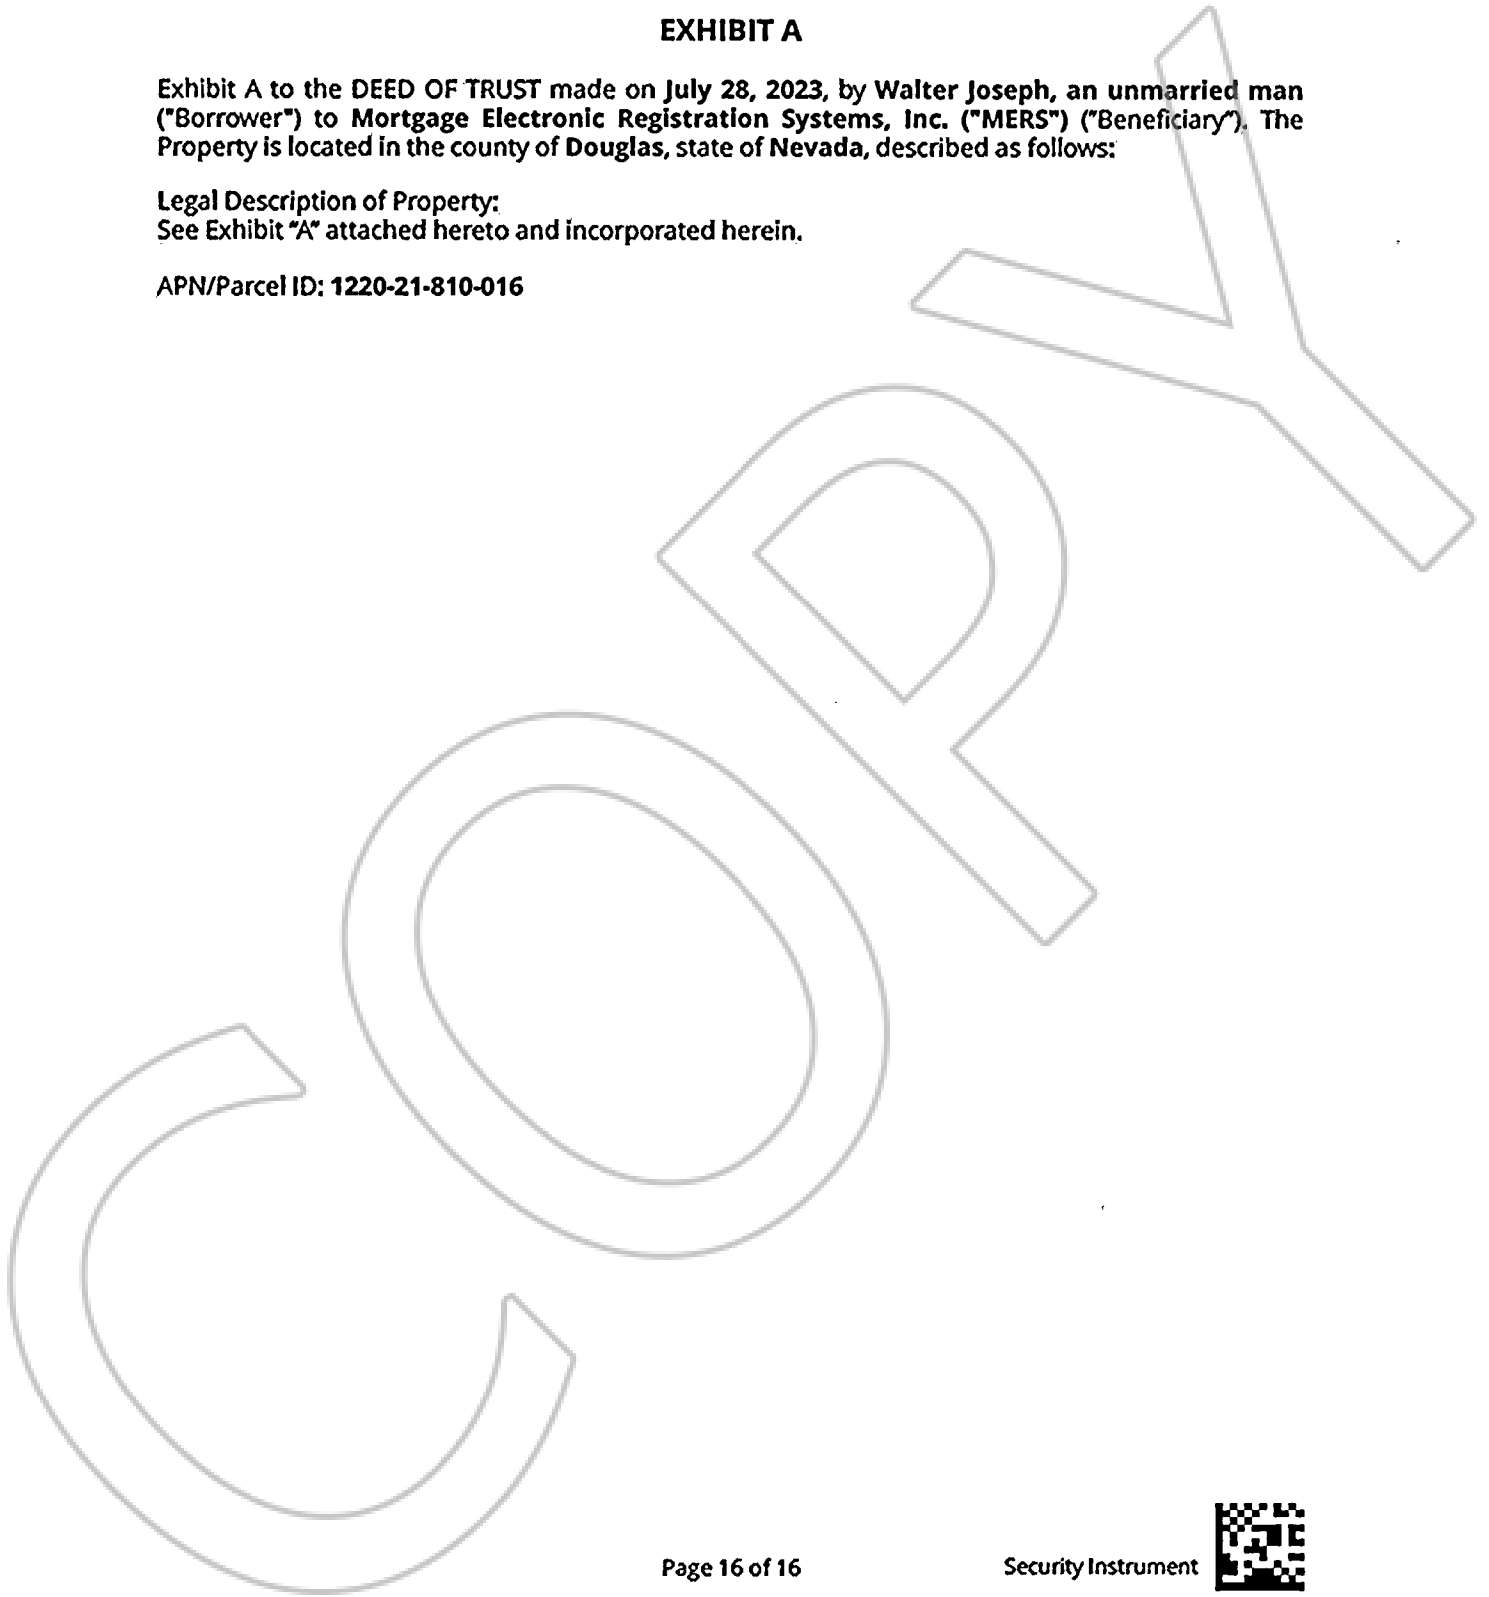 EXHIBIT A
Exhibit A to the DEED OF TRUST made on July 28, 2023, by Walter Joseph, an unmarried man
("Borrower") to Mortgage Electronic Registration Systems, Inc. ("MERS") ("Beneficiary"). The
Property is located in the county of Douglas, state of Nevada, described as follows:
Legal Description of Property:
See Exhibit "A" attached hereto and incorporated herein.
APN/Parcel ID: 1220-21-810-016
COPY
Page 16 of 16
Security Instrument